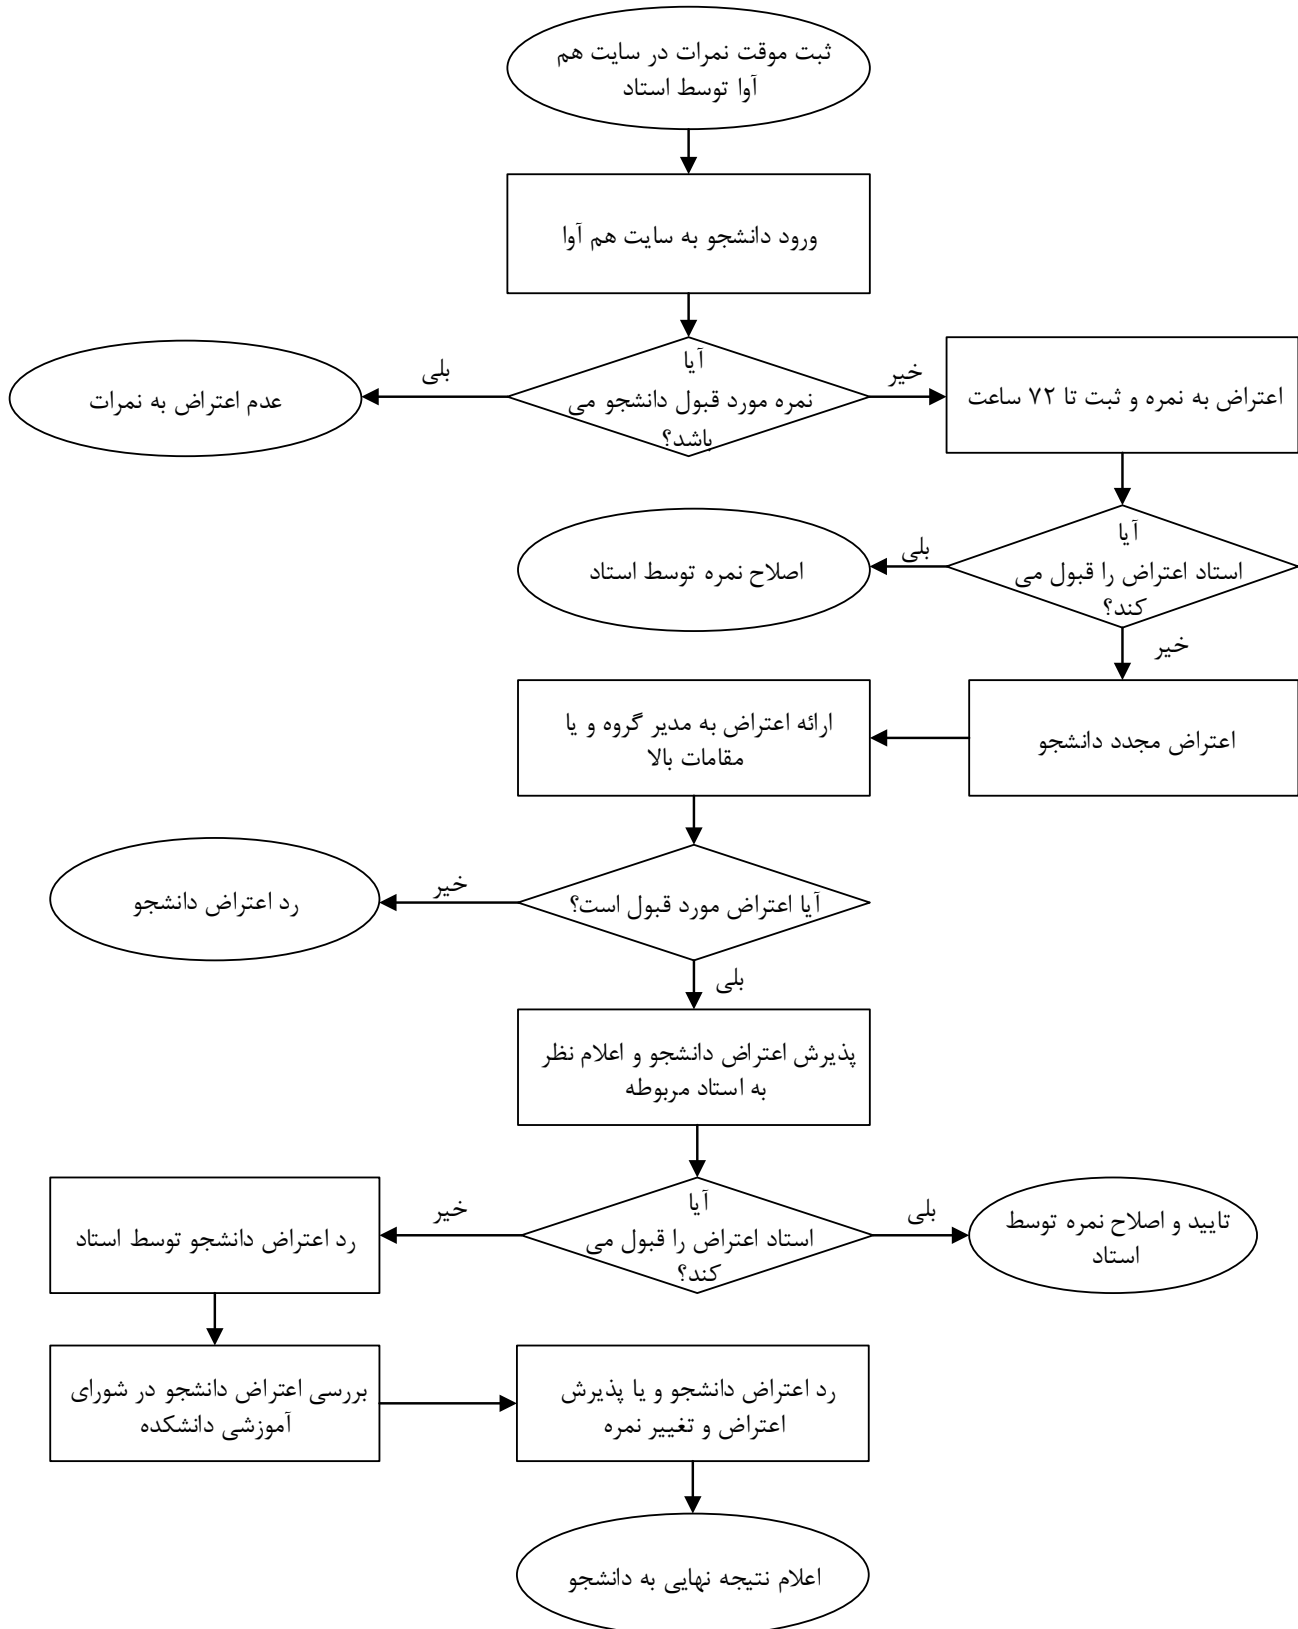 ثبت موقت نمرات در سایت هم
آوا توسط استاد
ورود دانشجو به سایت هم آوا
آیا
نمره مورد قبول دانشجو می
باشد؟
بلی
عدم اعتراض به نمرات
خیر
اعتراض به نمره و ثبت تا ۷۲ ساعت
آیا
استاد اعتراض را قبول می
کند؟
بلی
اصلاح نمره توسط استاد
خیر
اعتراض مجدد دانشجو
ارائه اعتراض به مدیر گروه و یا
مقامات بالا
آیا اعتراض مورد قبول است؟
خیر
رد اعتراض دانشجو
بلی
پذیرش اعتراض دانشجو و اعلام نظر
به استاد مربوطه
آیا
استاد اعتراض را قبول می
کند؟
بلی
تایید و اصلاح نمره توسط
استاد
خیر
رد اعتراض دانشجو توسط استاد
بررسی اعتراض دانشجو در شورای
آموزشی دانشکده
رد اعتراض دانشجو و یا پذیرش
اعتراض و تغییر نمره
اعلام نتیجه نهایی به دانشجو